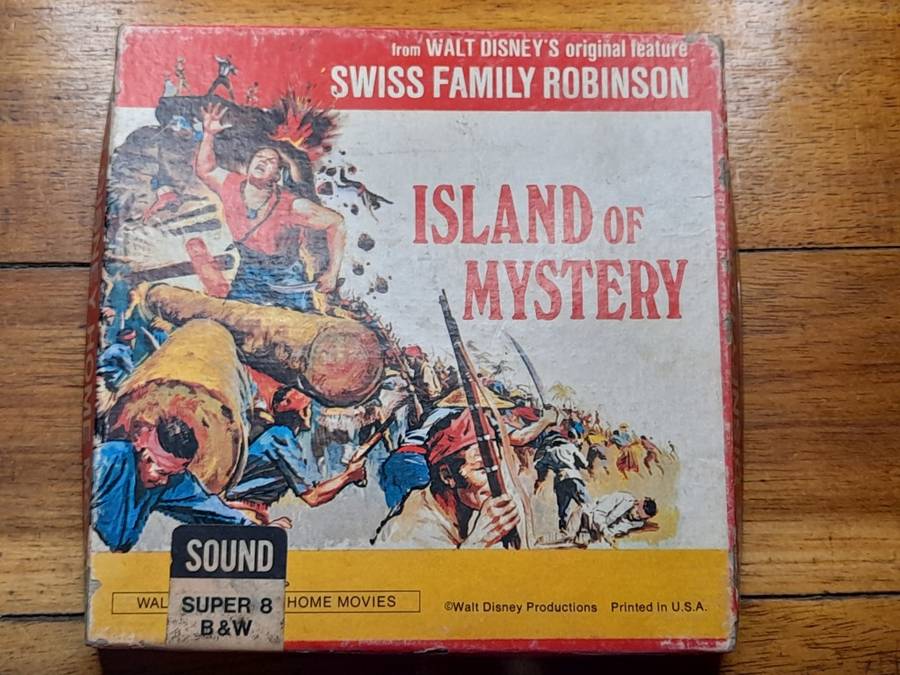 from WALT DISNEY'S original feature
SWISS FAMILY ROBINSON
ISLAND OF
MYSTERY
SOUND
SUPER 8
B&W
HOME MOVIES
©Walt Disney Productions Printed in U.S.A.